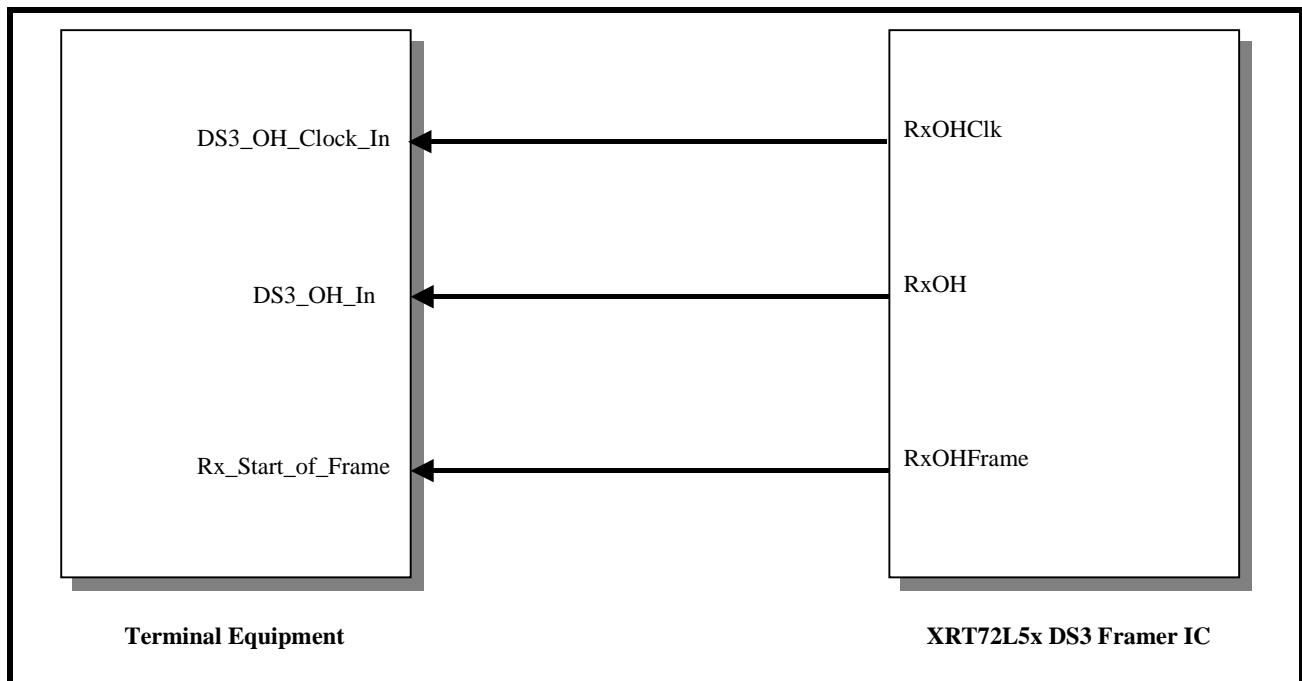 DS3_OH_Clock_In
RxOHClk
DS3_OH_In
RxOH
Rx_Start_of_Frame
RxOHFrame
Terminal Equipment
XRT72L5x DS3 Framer IC